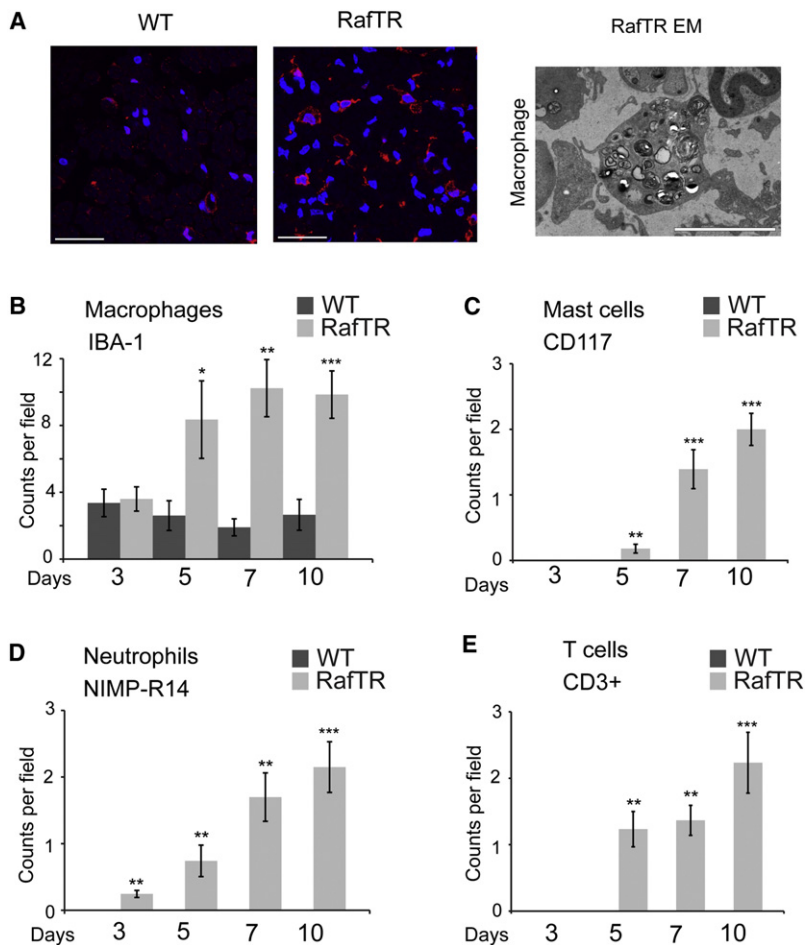 A
WT
RafTR
RafTR EM
Macrophage
B
Macrophages
IBA-1
WT
RafTR
Counts per field
12
8
4
0
*
**
***
Days 3 5 7 10
C
Mast cells
CD117
WT
RafTR
Counts per field
3
2
1
0
**
***
***
Days 3 5 7 10
D
Neutrophils
NIMP-R14
WT
RafTR
Counts per field
3
2
1
0
**
**
**
***
Days 3 5 7 10
E
T cells
CD3+
WT
RafTR
Counts per field
3
2
1
0
**
**
***
Days 3 5 7 10